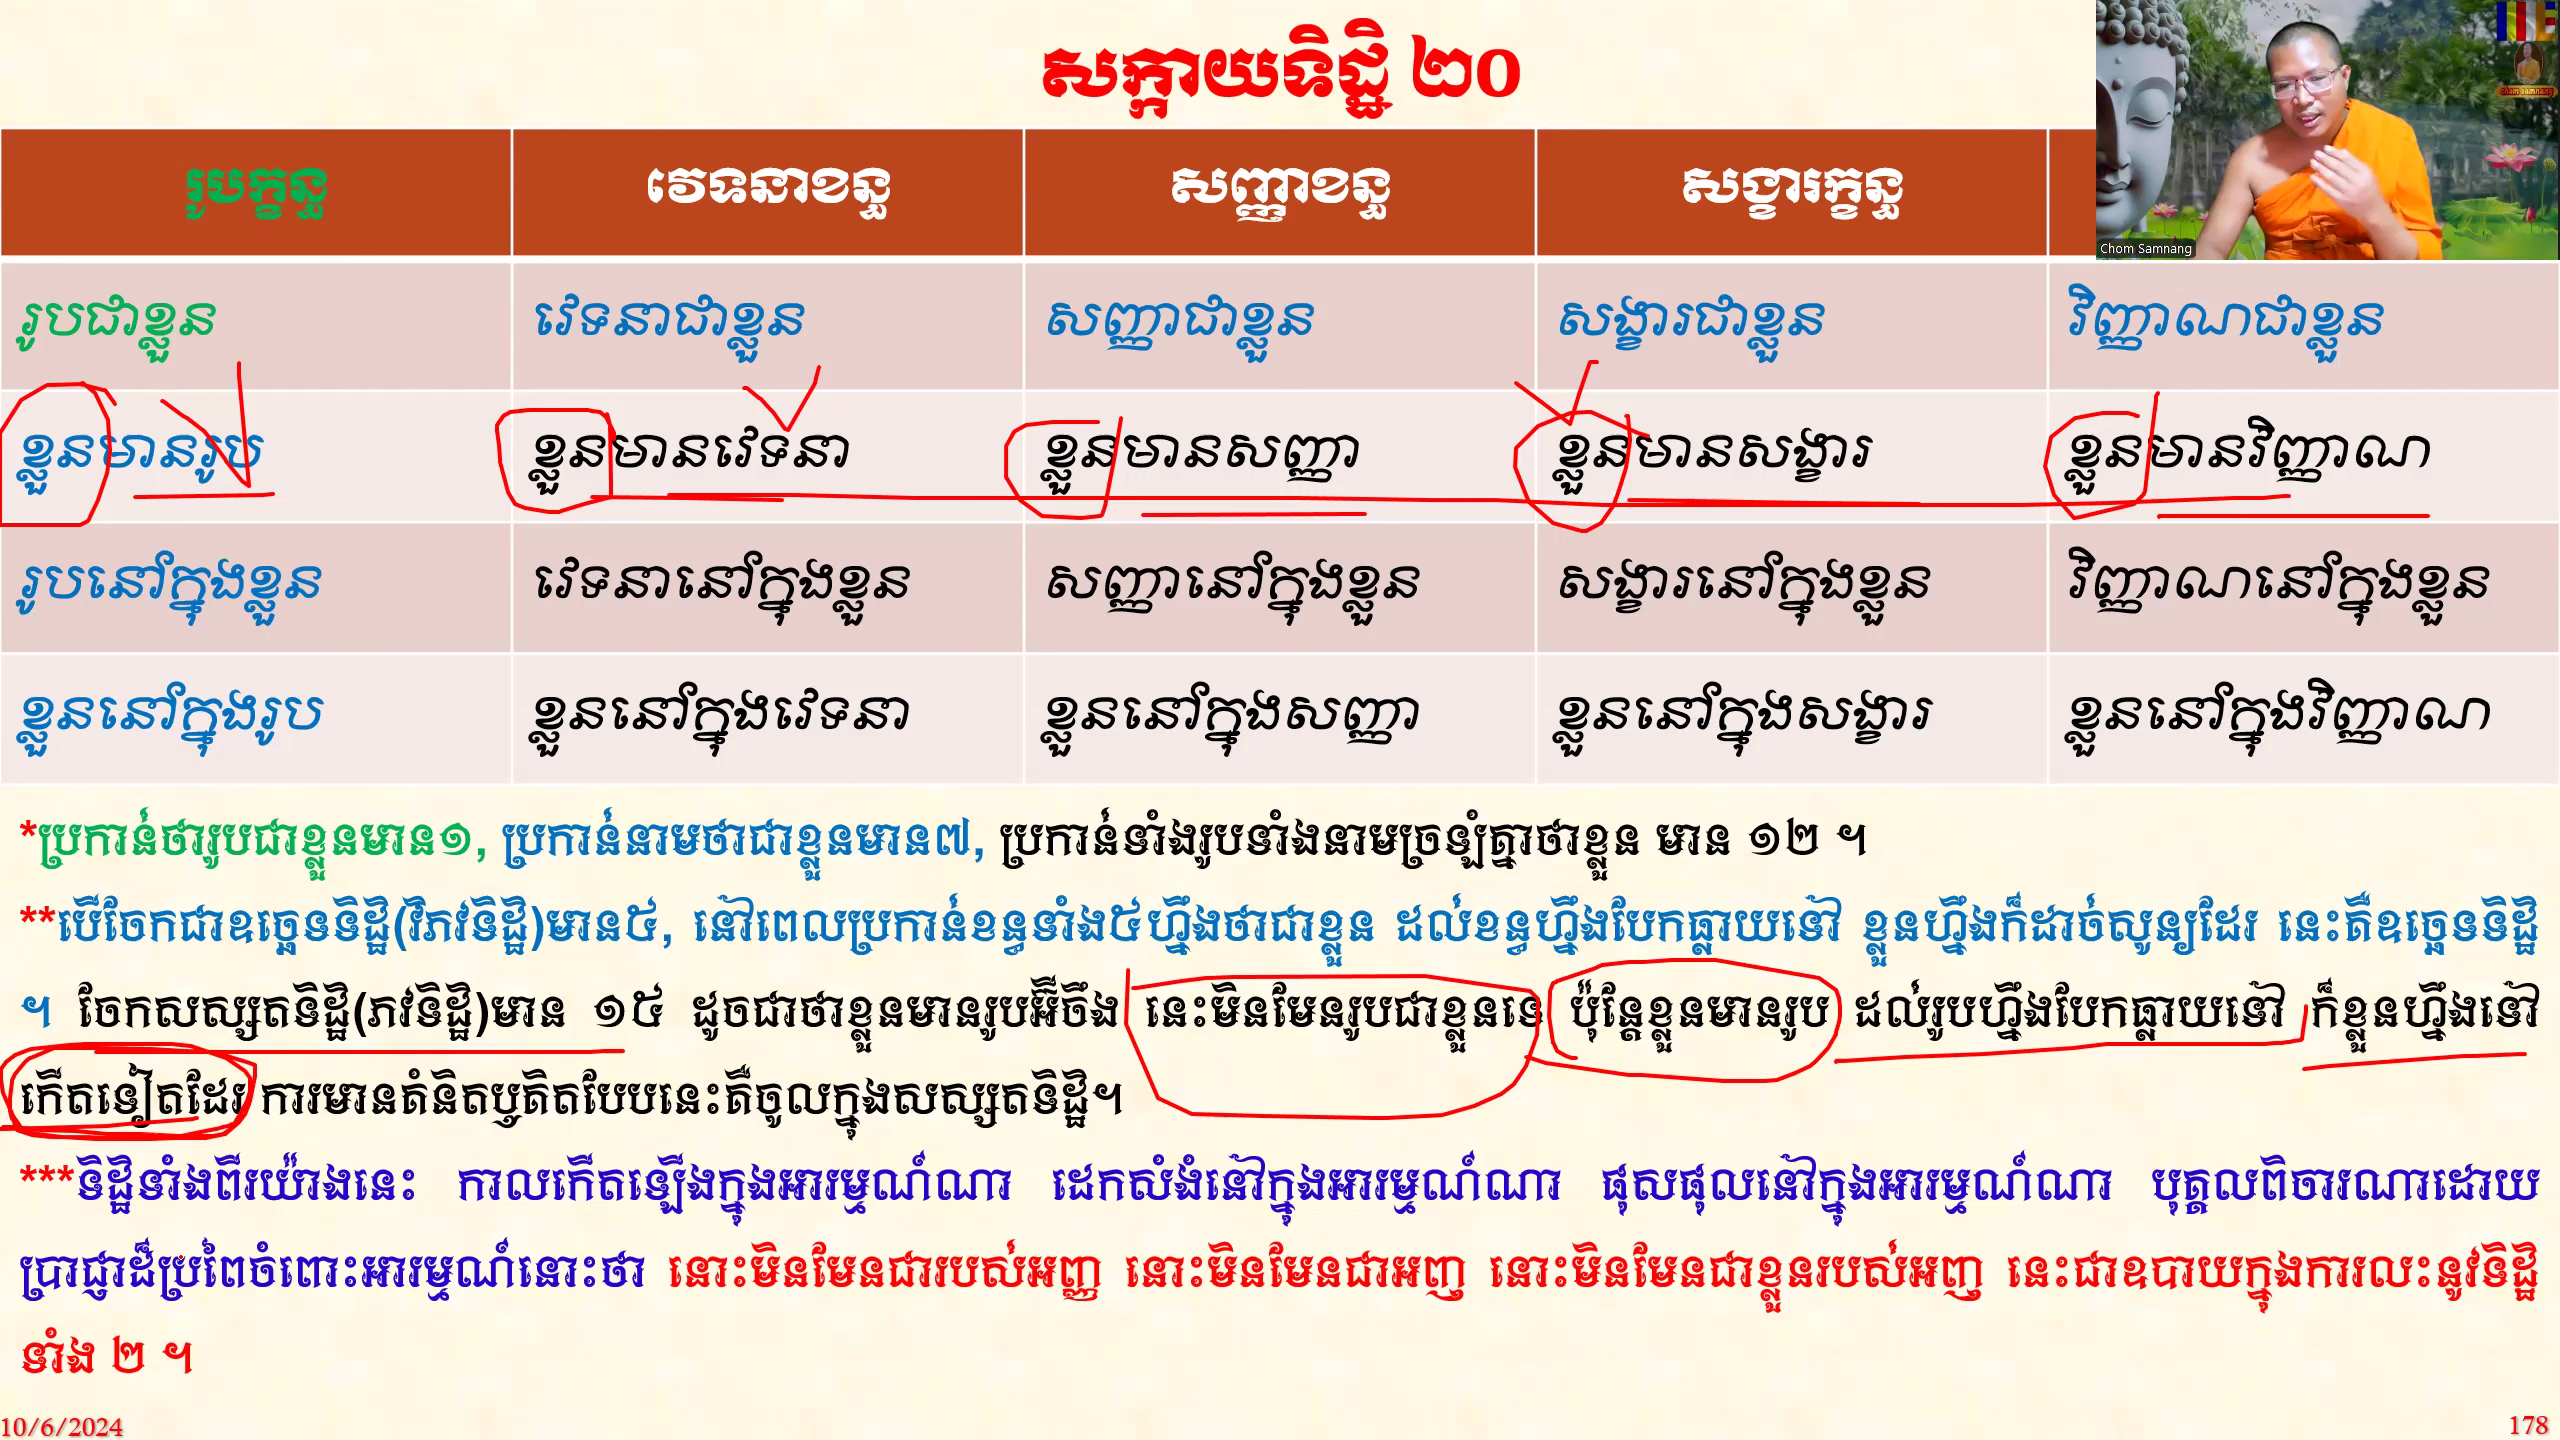 សក្កាយទិដ្ឋិ ២០
រូបក្ខន្ធ វេទនាខន្ធ សញ្ញាខន្ធ សង្ខារក្ខន្ធ
Chom Samnang
រូបជាខ្លួន វេទនាជាខ្លួន សញ្ញាជាខ្លួន សង្ខារជាខ្លួន វិញ្ញាណជាខ្លួន
ខ្លួនមានរូប ខ្លួនមានវេទនា ខ្លួនមានសញ្ញា ខ្លួនមានសង្ខារ ខ្លួនមានវិញ្ញាណ
រូបនៅក្នុងខ្លួន វេទនានៅក្នុងខ្លួន សញ្ញានៅក្នុងខ្លួន សង្ខារនៅក្នុងខ្លួន វិញ្ញាណនៅក្នុងខ្លួន
ខ្លួននៅក្នុងរូប ខ្លួននៅក្នុងវេទនា ខ្លួននៅក្នុងសញ្ញា ខ្លួននៅក្នុងសង្ខារ ខ្លួននៅក្នុងវិញ្ញាណ
*ប្រកាន់ថារូបជាខ្លួនមាន១, ប្រកាន់នាមថាជាខ្លួនមាន៧, ប្រកាន់ទាំងរូបទាំងនាមច្រឡំគ្នាថាខ្លួន មាន ១២ ។
**បើចែកជាឧច្ឆេទទិដ្ឋិ(វិភវទិដ្ឋិ)មាន៥, នៅពេលប្រកាន់ខន្ធទាំង៥ហ្នឹងថាជាខ្លួន ដល់ខន្ធហ្នឹងបែកធ្លាយទៅ ខ្លួនហ្នឹងក៏ដាច់សូន្យដែរ នេះគឺឧច្ឆេទទិដ្ឋិ
។ ចែកសស្សតទិដ្ឋិ(ភវទិដ្ឋិ)មាន ១៥ ដូចជាថាខ្លួនមានរូបអ៊ីចឹង នេះមិនមែនរូបជាខ្លួនទេ ប៉ុន្តែខ្លួនមានរូប ដល់រូបហ្នឹងបែកធ្លាយទៅ ក៏ខ្លួនហ្នឹងទៅ
កើតទៀតដែរ ការមានគំនិតឬគិតបែបនេះគឺចូលក្នុងសស្សតទិដ្ឋិ។
***ទិដ្ឋិទាំងពីរយ៉ាងនេះ កាលកើតឡើងក្នុងអារម្មណ៍ណា ដេកសំងំនៅក្នុងអារម្មណ៍ណា ផុសផុលនៅក្នុងអារម្មណ៍ណា បុគ្គលពិចារណាដោយ
ប្រាជ្ញាដ៏ប្រពៃចំពោះអារម្មណ៍នោះថា នោះមិនមែនជារបស់អញ នោះមិនមែនជាអញ នោះមិនមែនជាខ្លួនរបស់អញ នេះជាឧបាយក្នុងការលះនូវទិដ្ឋិ
ទាំង ២ ។
10/6/2024 178